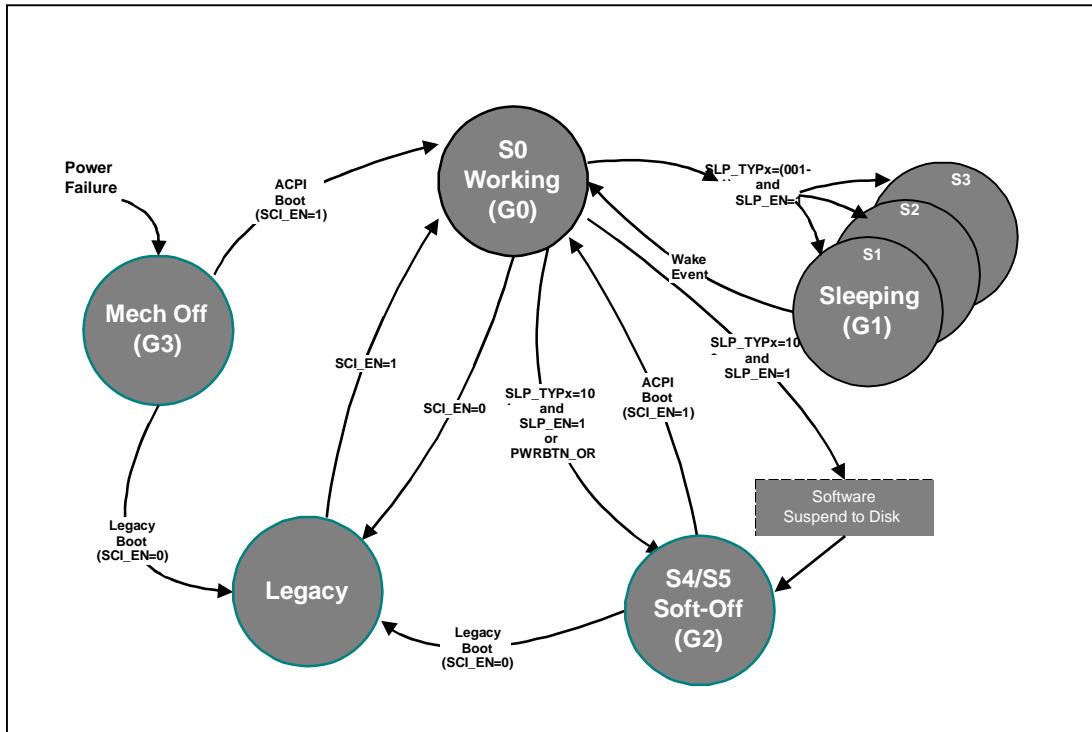 Power
Failure
ACPI
Boot
(SCI_EN=1)
S0
Working
(G0)
SLP_TYPx=(001-
and
SLP_EN=
S3
S2
S1
Sleeping
(G1)
Wake
Event
Mech Off
(G3)
SCI_EN=1
SCI_EN=0
SLP_TYPx=10
and
SLP_EN=1
or
PWRBTN_OR
ACPI
Boot
(SCI_EN=1)
SLP_TYPx=10
and
SLP_EN=1
Software
Suspend to Disk
Legacy
Boot
(SCI_EN=0)
Legacy
Legacy
Boot
(SCI_EN=0)
S4/S5
Soft-Off
(G2)